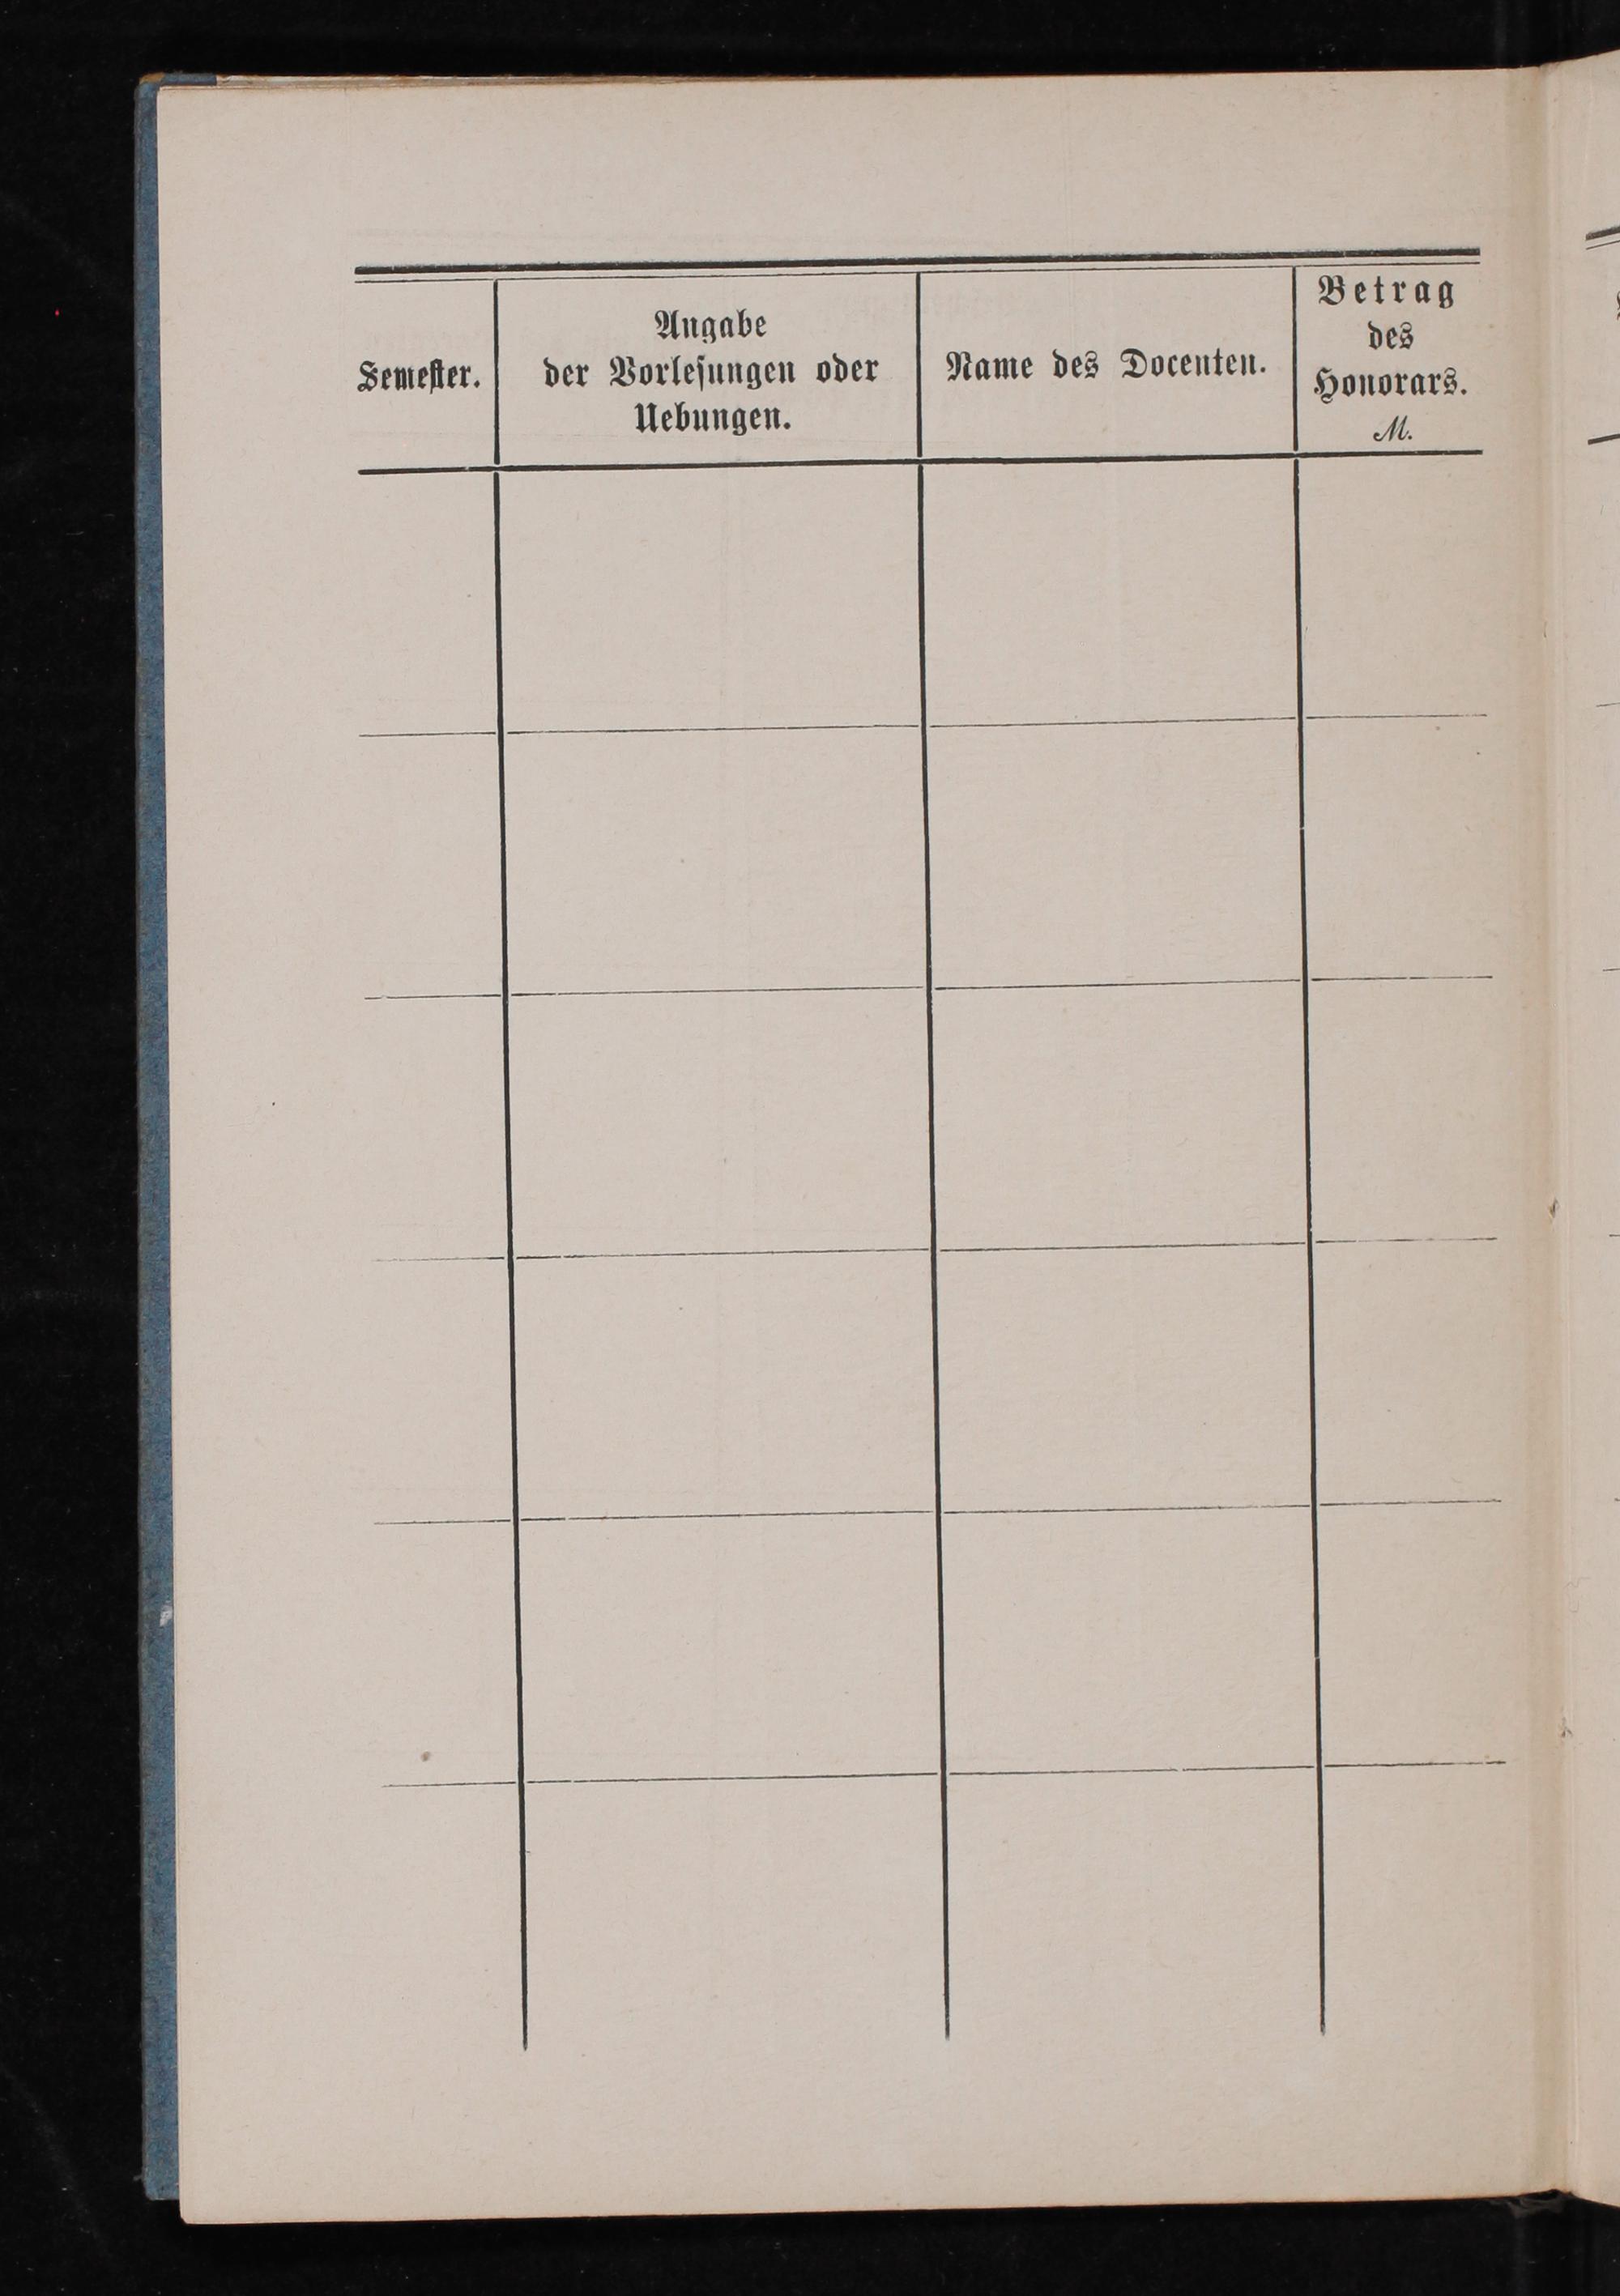 Semester.
Angabe
der Vorlesungen oder
Uebungen.
Name des Docenten.
Betrag
des
Honorars.
M.